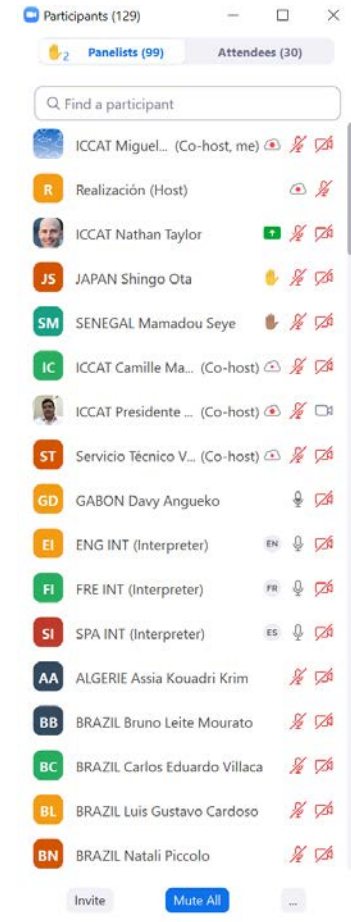 Participants (129)
2 Panelists (99) Attendees (30)
Find a participant
ICCAT Miguel... (Co-host, me)
R Realización (Host)
ICCAT Nathan Taylor
JS JAPAN Shingo Ota
SM SENEGAL Mamadou Seye
IC ICCAT Camille Ma... (Co-host)
ICCAT Presidente ... (Co-host)
ST Servicio Técnico V... (Co-host)
GD GABON Davy Angueko
EI ENG INT (Interpreter) EN
FI FRE INT (Interpreter) FR
SI SPA INT (Interpreter) ES
AA ALGERIE Assia Kouadri Krim
BB BRAZIL Bruno Leite Mourato
BC BRAZIL Carlos Eduardo Villaca
BL BRAZIL Luis Gustavo Cardoso
BN BRAZIL Natali Piccolo
Invite Mute All ...